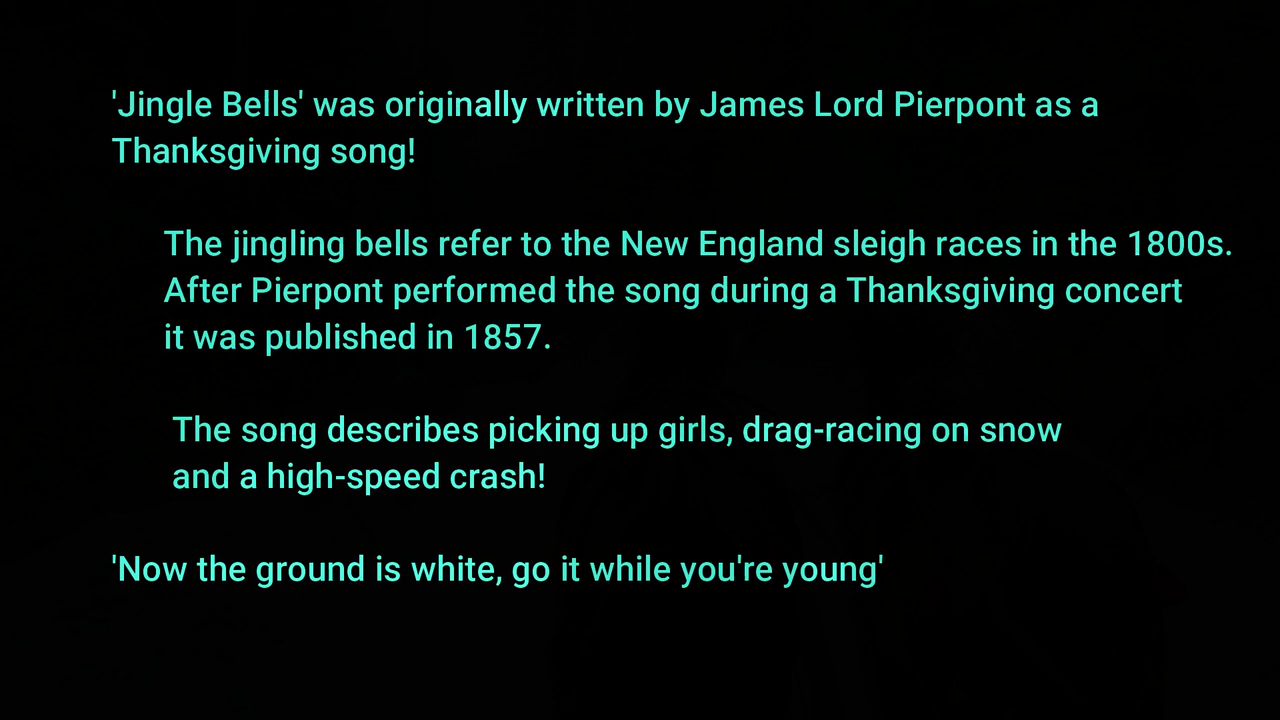 'Jingle Bells' was originally written by James Lord Pierpont as a
Thanksgiving song!
The jingling bells refer to the New England sleigh races in the 1800s.
After Pierpont performed the song during a Thanksgiving concert
it was published in 1857.
The song describes picking up girls, drag-racing on snow
and a high-speed crash!
'Now the ground is white, go it while you're young'